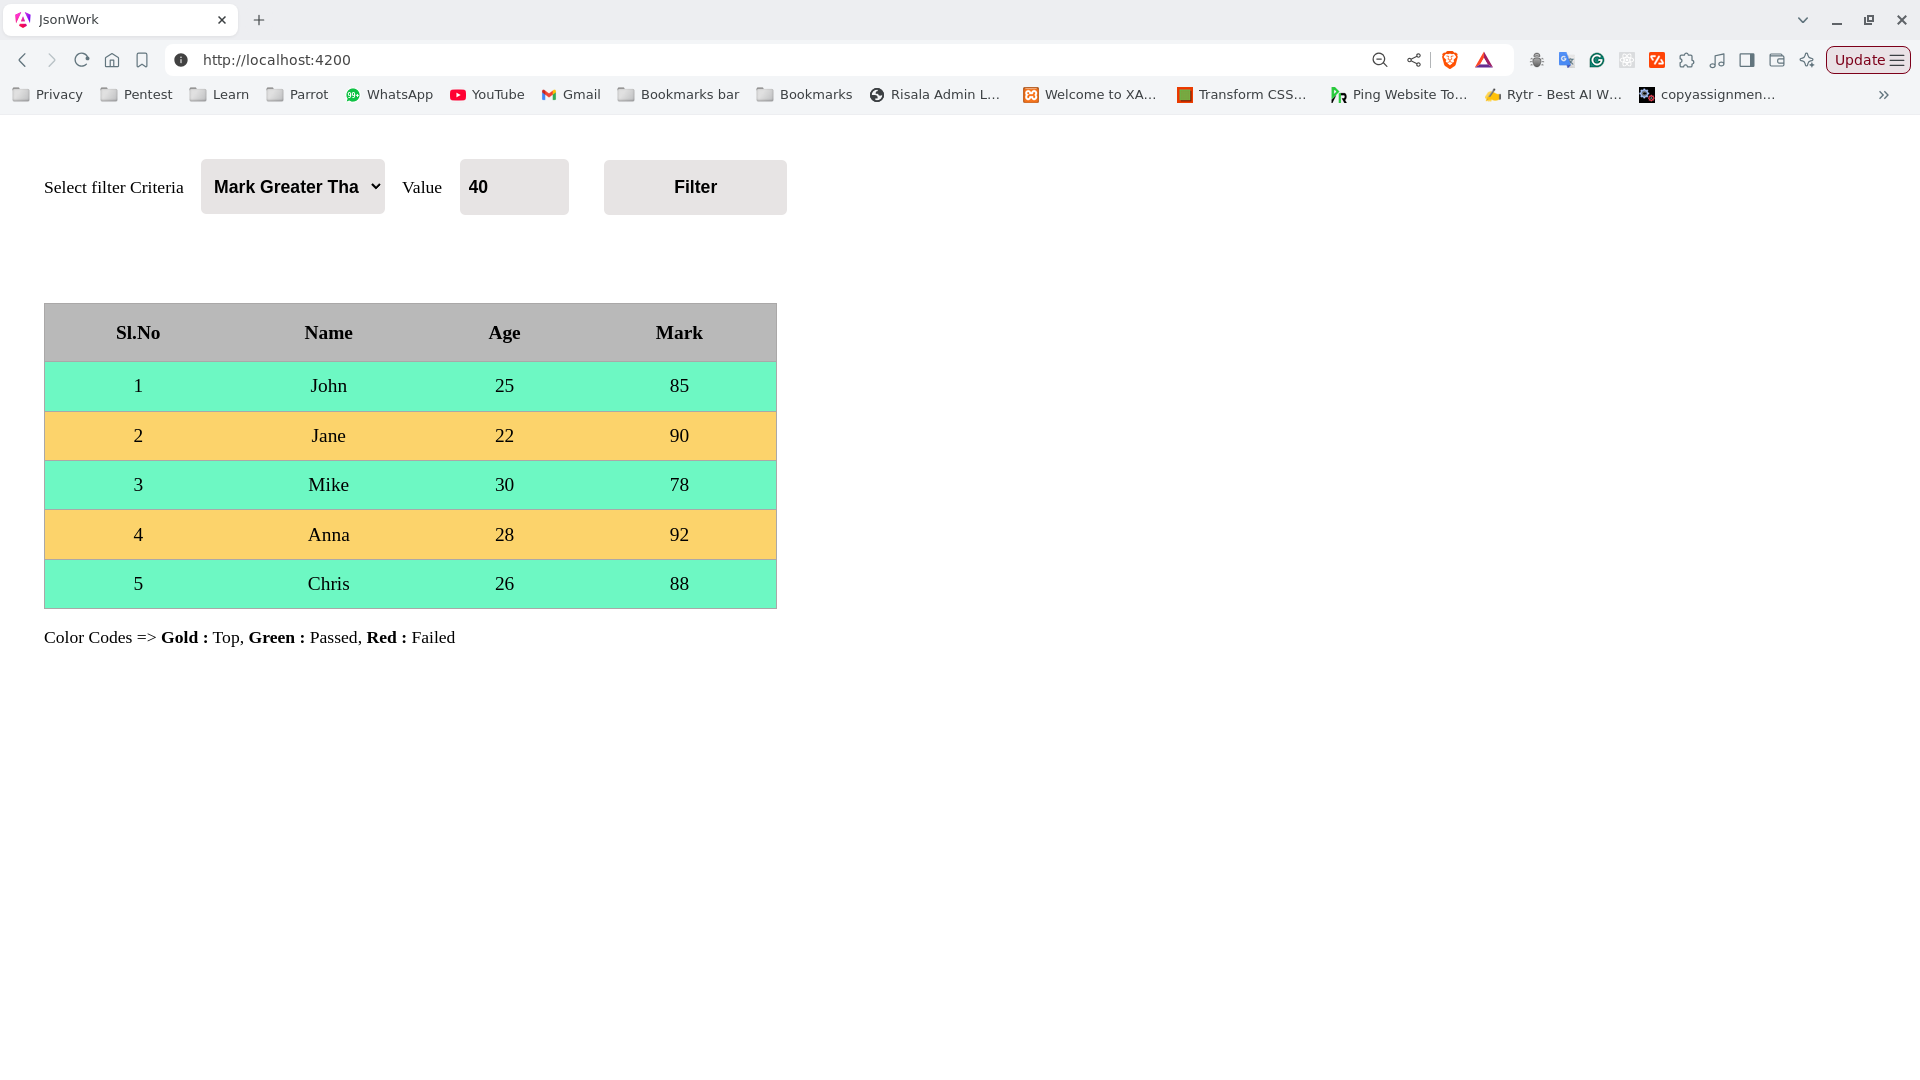 JsonWork
http://localhost:4200
Update
Privacy Pentest Learn Parrot WhatsApp YouTube Gmail Bookmarks bar Bookmarks Risala Admin L... Welcome to XA... Transform CSS... Ping Website To... Rytr - Best AI W... copyassignmen...
Select filter Criteria Mark Greater Tha Value 40 Filter
Sl.No Name Age Mark
1 John 25 85
2 Jane 22 90
3 Mike 30 78
4 Anna 28 92
5 Chris 26 88
Color Codes => Gold : Top, Green : Passed, Red : Failed